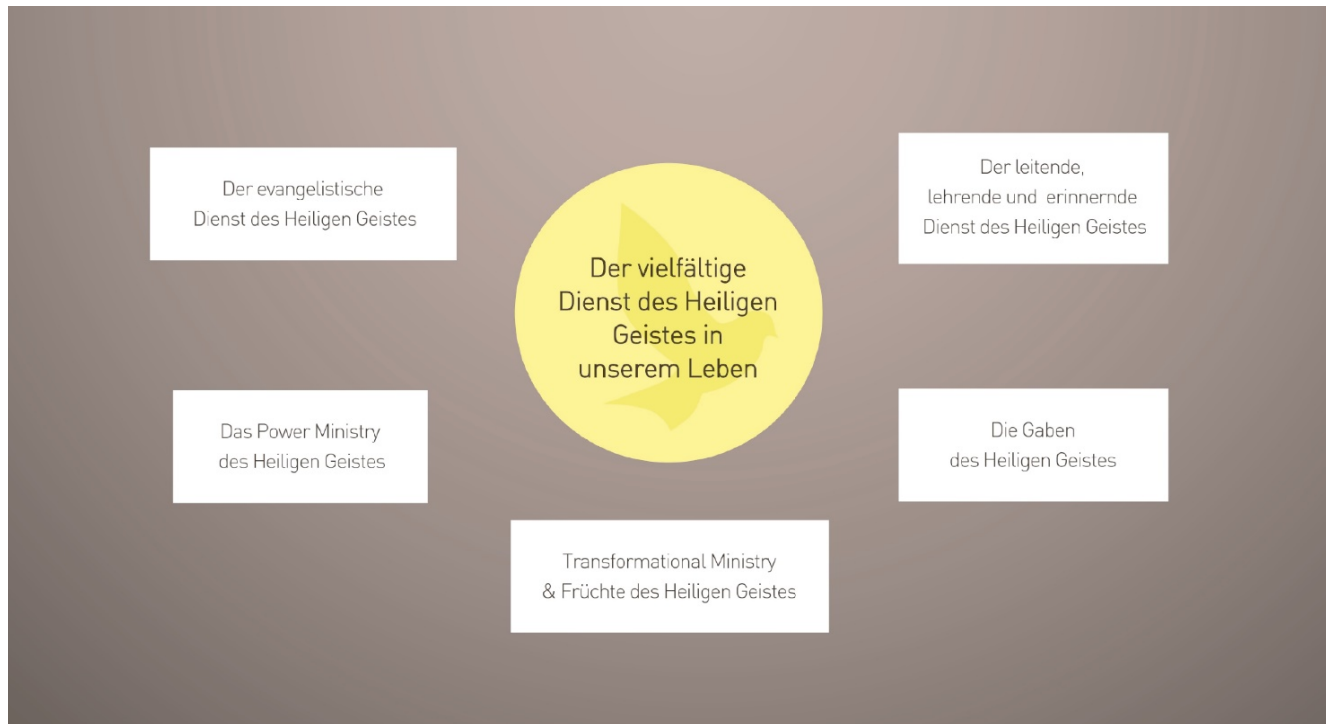 Der evangelistische
Dienst des Heiligen Geistes
Der vielfältige
Dienst des Heiligen
Geistes in
unserem Leben
Der leitende,
lehrende und erinnernde
Dienst des Heiligen Geistes
Das Power Ministry
des Heiligen Geistes
Die Gaben
des Heiligen Geistes
Transformational Ministry
& Früchte des Heiligen Geistes